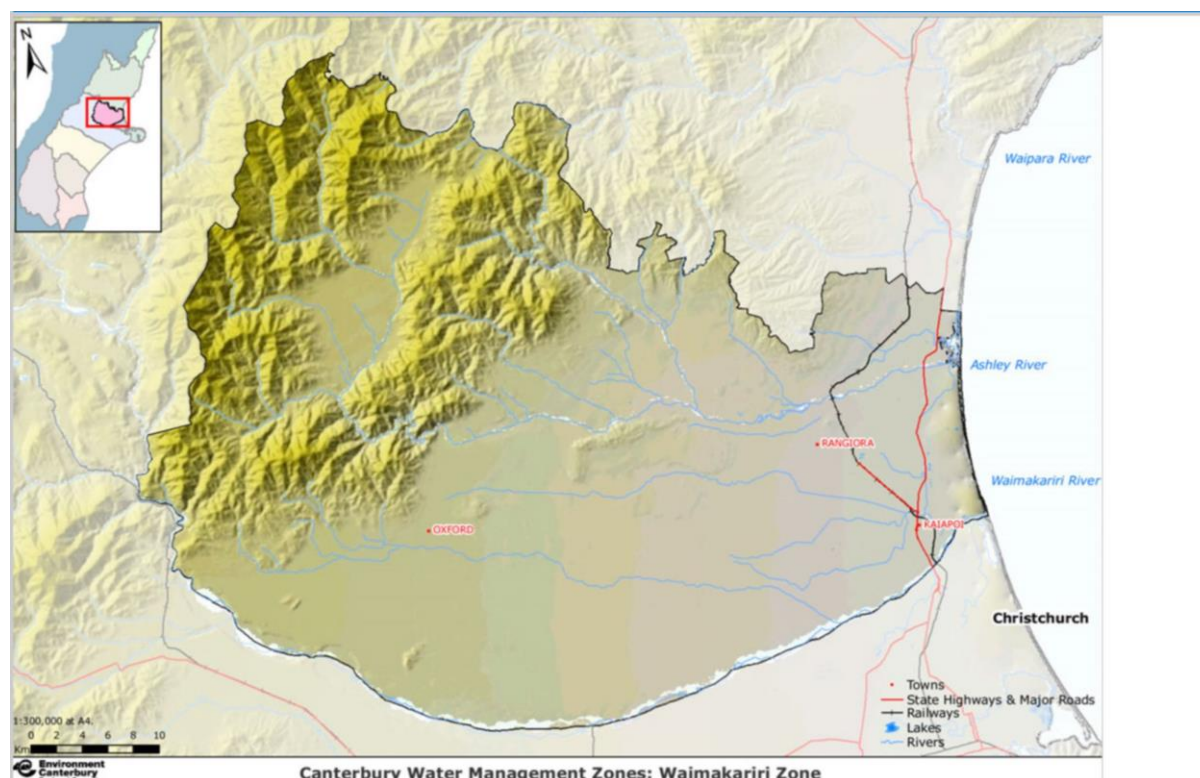 N
Waipara River
Ashley River
RANGIORA
Waimakariri River
OXFORD
KAIAPOI
Christchurch
Towns
State Highways & Major Roads
Railways
Lakes
Rivers
1:300,000 at A4.
Km
0 2 4 6 8 10
Environment
Canterbury
Canterbury Water Management Zones: Waimakariri Zone